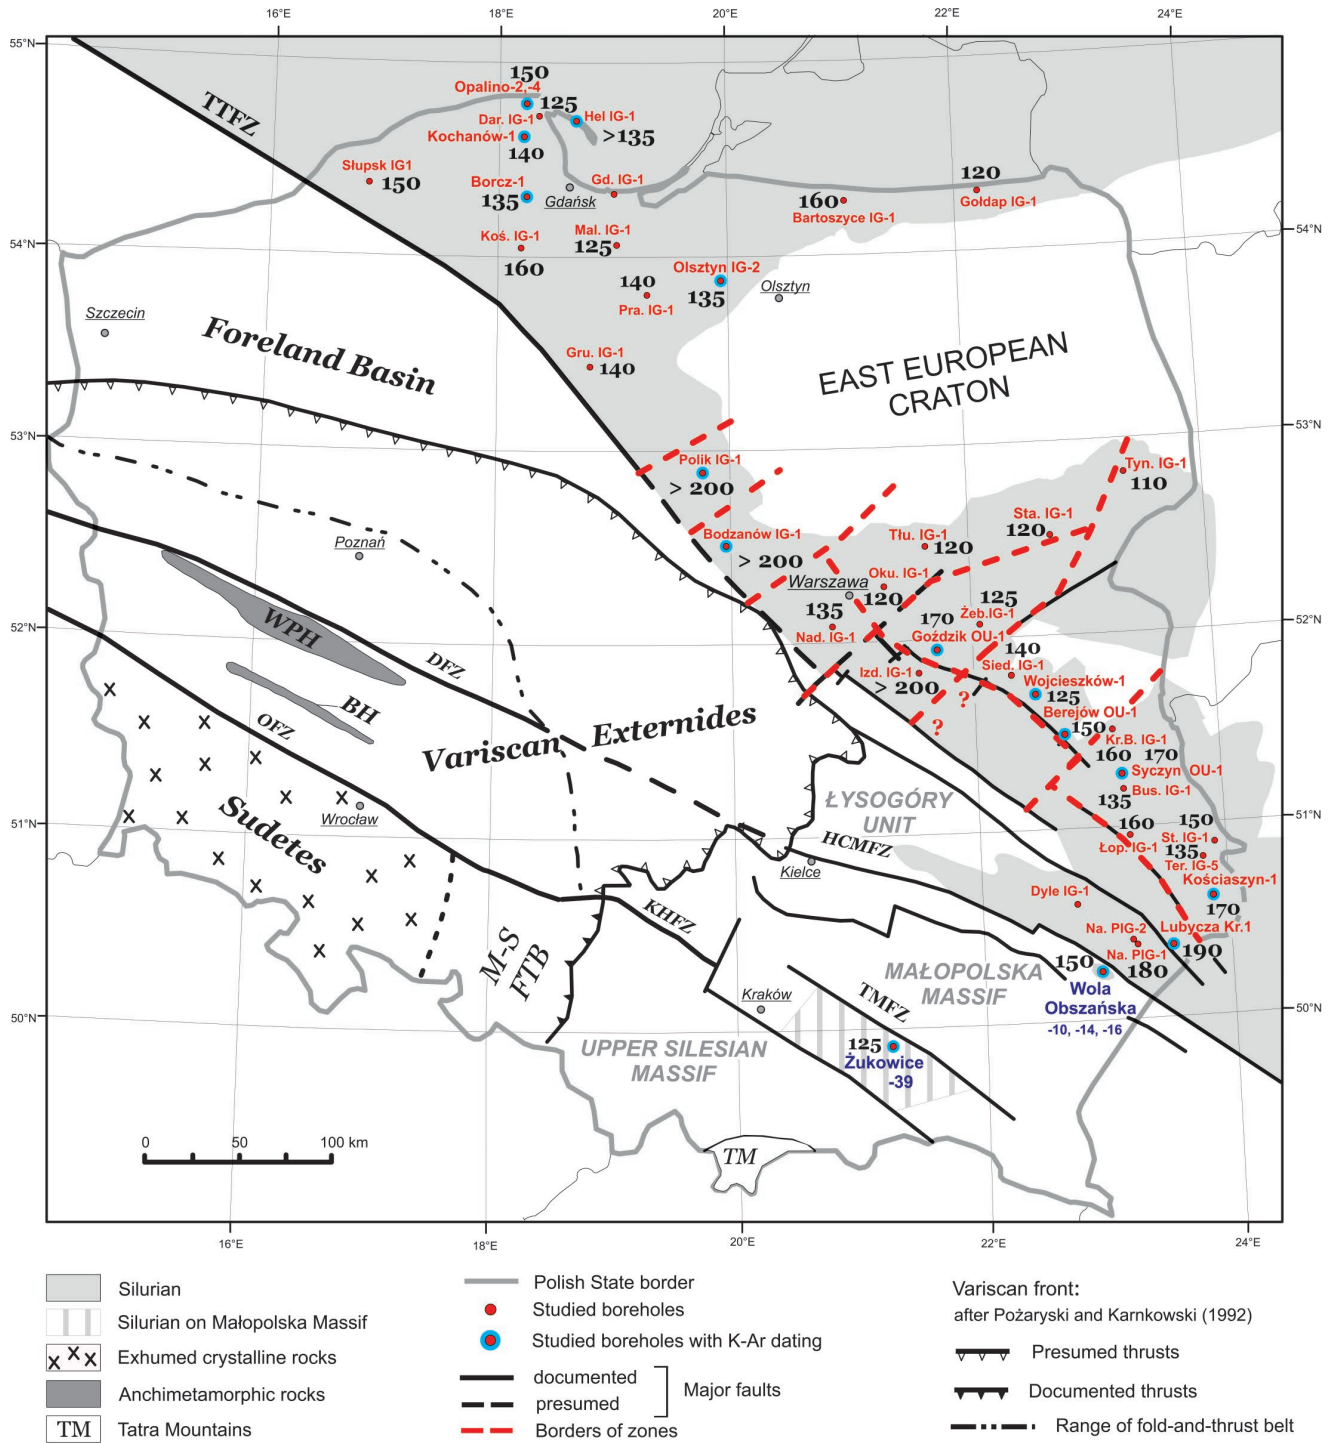 16°E
18°E
20°E
22°E
24°E
55°N
54°N
54°N
53°N
53°N
52°N
52°N
51°N
51°N
50°N
50°N
TTFZ
150
Opalino-2,-4
125
Dar. IG-1
Hel IG-1
Kochanów-1
>135
140
Słupsk IG1
150
Borcz-1
135
Gdańsk
Gd. IG-1
120
Gołdap IG-1
160
Bartoszyce IG-1
Koś. IG-1
160
Mal. IG-1
125
Olsztyn IG-2
135
Olsztyn
140
Pra. IG-1
Szczecin
Foreland Basin
Gru. IG-1
140
EAST EUROPEAN
CRATON
Polik IG-1
> 200
Tyn. IG-1
110
Bodzanów IG-1
> 200
Tłu. IG-1
120
Sta. IG-1
120
Poznań
Warszawa
Oku. IG-1
120
135
Nad. IG-1
170
Goździk OU-1
125
Żeb.IG-1
140
Sied. IG-1
Izd. IG-1
> 200
?
?
Wojcieszków-1
125
Berejów OU-1
150
Kr.B. IG-1
160
170
Syczyn OU-1
Bus. IG-1
135
160
Łop. IG-1
150
St. IG-1
135
Ter. IG-5
Kościaszyn-1
170
WPH
DFZ
BH
OFZ
Variscan Externides
Sudetes
Wrocław
ŁYSOGÓRY
UNIT
HCMFZ
Kielce
Dyle IG-1
Na. PIG-2
Na. PIG-1
Lubycza Kr.1
190
180
150
Wola
Obszańska
-10, -14, -16
M-S
FTB
KHFZ
MAŁOPOLSKA
MASSIF
TMFZ
Kraków
UPPER SILESIAN
MASSIF
125
Żukowice
-39
TM
0
50
100 km
16°E
18°E
20°E
22°E
24°E
Silurian
Silurian on Małopolska Massif
Exhumed crystalline rocks
Anchimetamorphic rocks
TM
Tatra Mountains
Polish State border
Studied boreholes
Studied boreholes with K-Ar dating
documented
presumed
Major faults
Borders of zones
Variscan front:
after Pożaryski and Karnkowski (1992)
Presumed thrusts
Documented thrusts
Range of fold-and-thrust belt